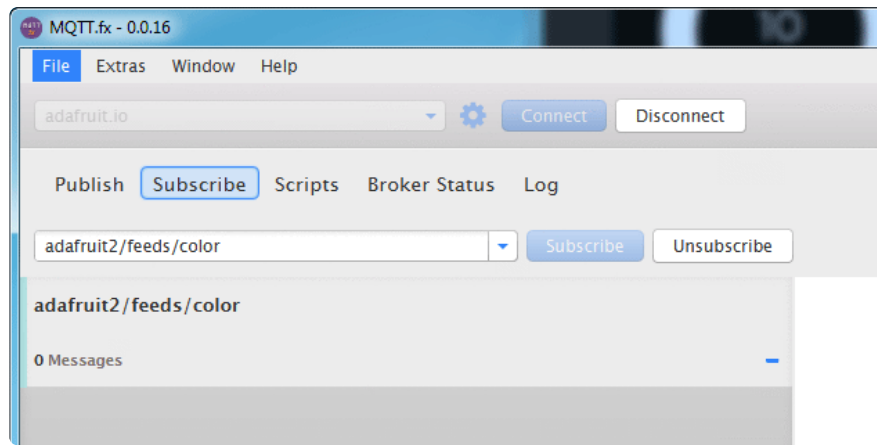 MQTT.fx - 0.0.16
File Extras Window Help
adafruit.io Connect Disconnect
Publish Subscribe Scripts Broker Status Log
adafruit2/feeds/color Subscribe Unsubscribe
adafruit2/feeds/color
0 Messages